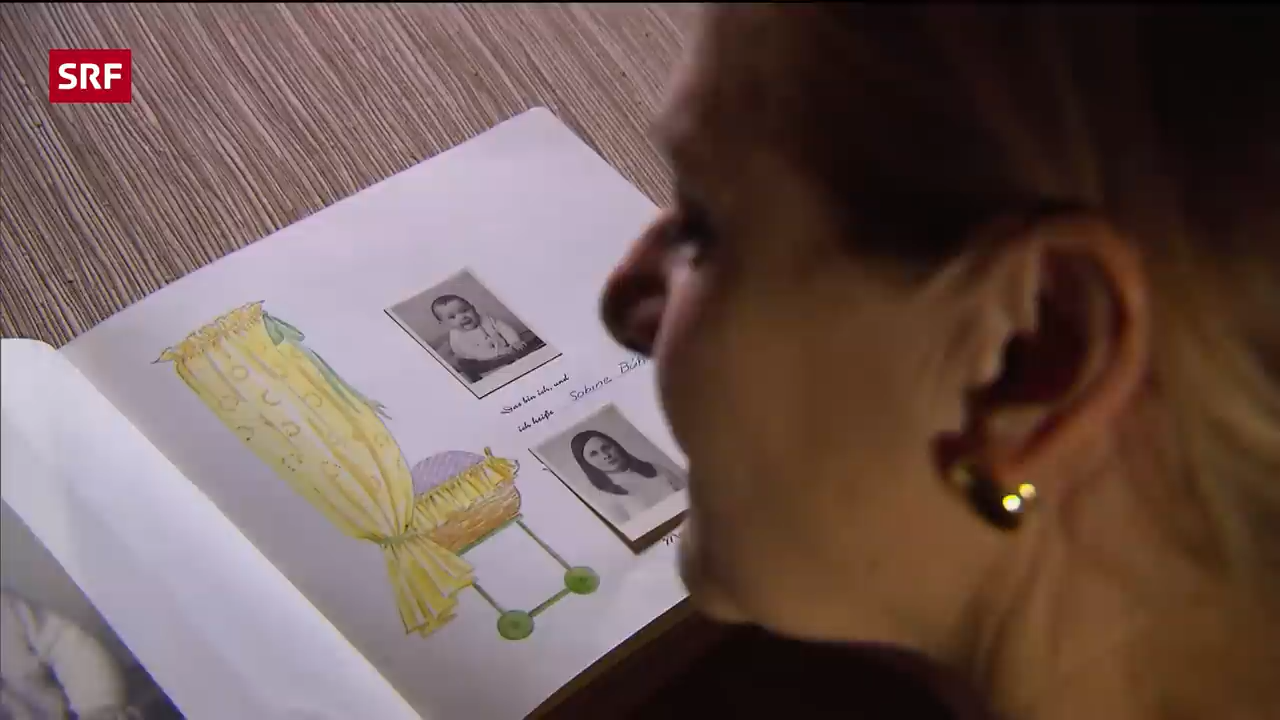 SRF
Das bin ich, und
ich heiße Sabine